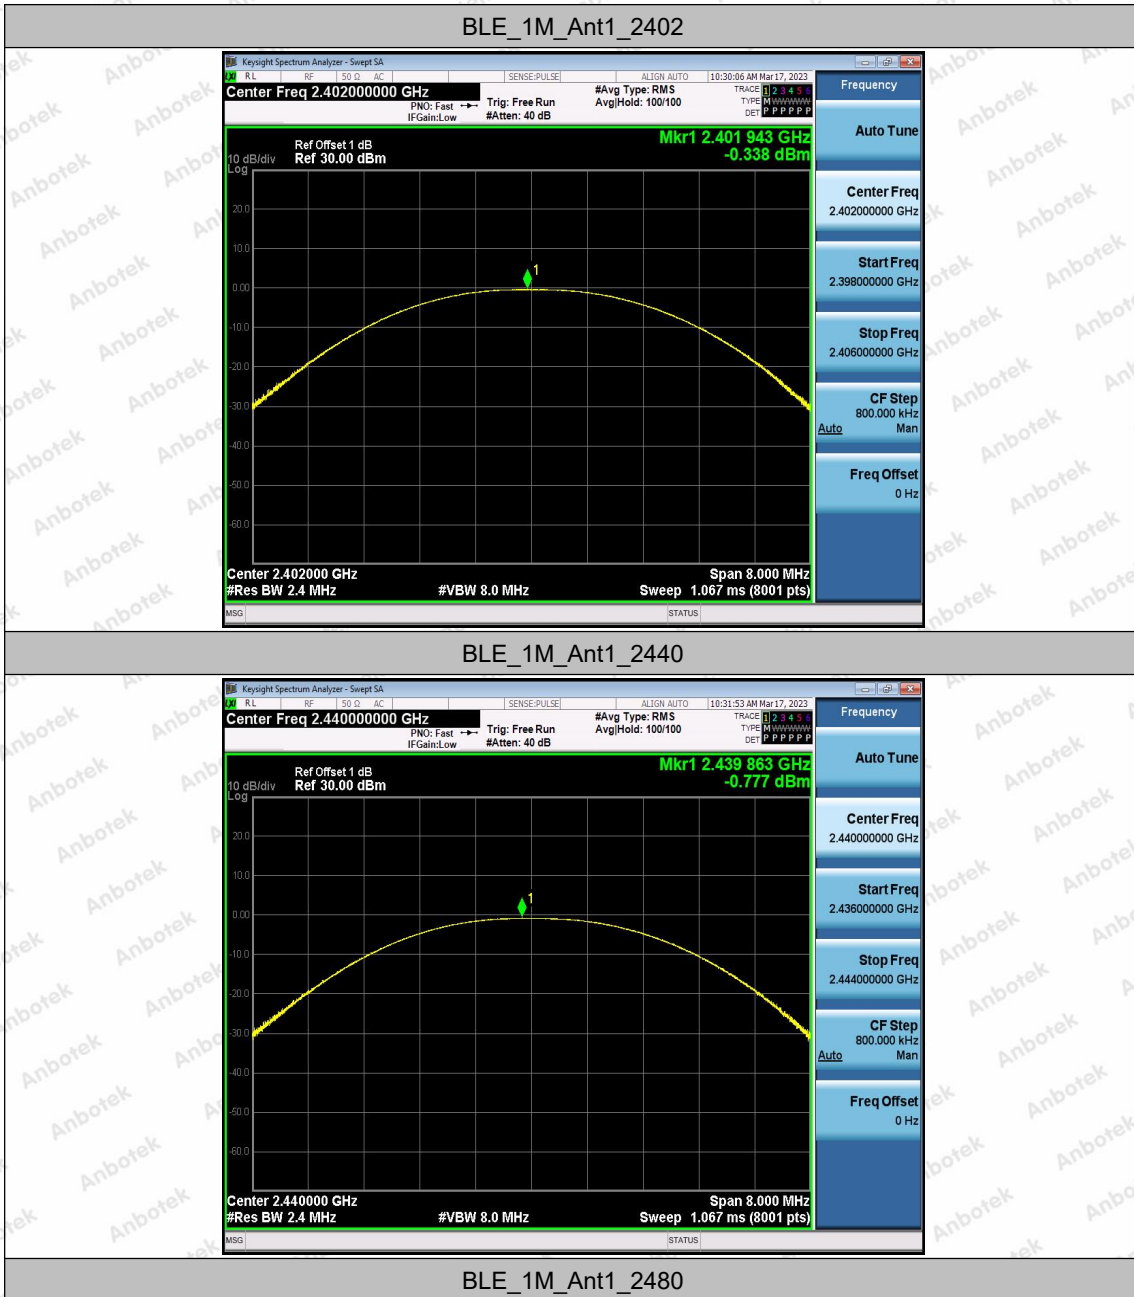 BLE_1M_Ant1_2402
Keysight Spectrum Analyzer - Swept SA
LXI RL RF 50 Ω AC SENSE:PULSE ALIGN AUTO 10:30:06 AM Mar 17, 2023
Center Freq 2.402000000 GHz
PNO: Fast
IFGain:Low
Trig: Free Run
#Atten: 40 dB
#Avg Type: RMS
Avg|Hold: 100/100
TRACE 1 2 3 4 5 6
TYPE M W W W W W
DET P P P P P P
Frequency
Auto Tune
Center Freq
2.402000000 GHz
Start Freq
2.398000000 GHz
Stop Freq
2.406000000 GHz
CF Step
800.000 kHz
Auto Man
Freq Offset
0 Hz
Mkr1 2.401 943 GHz
-0.338 dBm
Ref Offset 1 dB
10 dB/div Ref 30.00 dBm
Log
20.0
10.0
0.00
-10.0
-20.0
-30.0
-40.0
-50.0
-60.0
1
Center 2.402000 GHz Span 8.000 MHz
#Res BW 2.4 MHz #VBW 8.0 MHz Sweep 1.067 ms (8001 pts)
MSG STATUS
BLE_1M_Ant1_2440
Keysight Spectrum Analyzer - Swept SA
LXI RL RF 50 Ω AC SENSE:PULSE ALIGN AUTO 10:31:53 AM Mar 17, 2023
Center Freq 2.440000000 GHz
PNO: Fast
IFGain:Low
Trig: Free Run
#Atten: 40 dB
#Avg Type: RMS
Avg|Hold: 100/100
TRACE 1 2 3 4 5 6
TYPE M W W W W W
DET P P P P P P
Frequency
Auto Tune
Center Freq
2.440000000 GHz
Start Freq
2.436000000 GHz
Stop Freq
2.444000000 GHz
CF Step
800.000 kHz
Auto Man
Freq Offset
0 Hz
Mkr1 2.439 863 GHz
-0.777 dBm
Ref Offset 1 dB
10 dB/div Ref 30.00 dBm
Log
20.0
10.0
0.00
-10.0
-20.0
-30.0
-40.0
-50.0
-60.0
1
Center 2.440000 GHz Span 8.000 MHz
#Res BW 2.4 MHz #VBW 8.0 MHz Sweep 1.067 ms (8001 pts)
MSG STATUS
BLE_1M_Ant1_2480
Anbotek